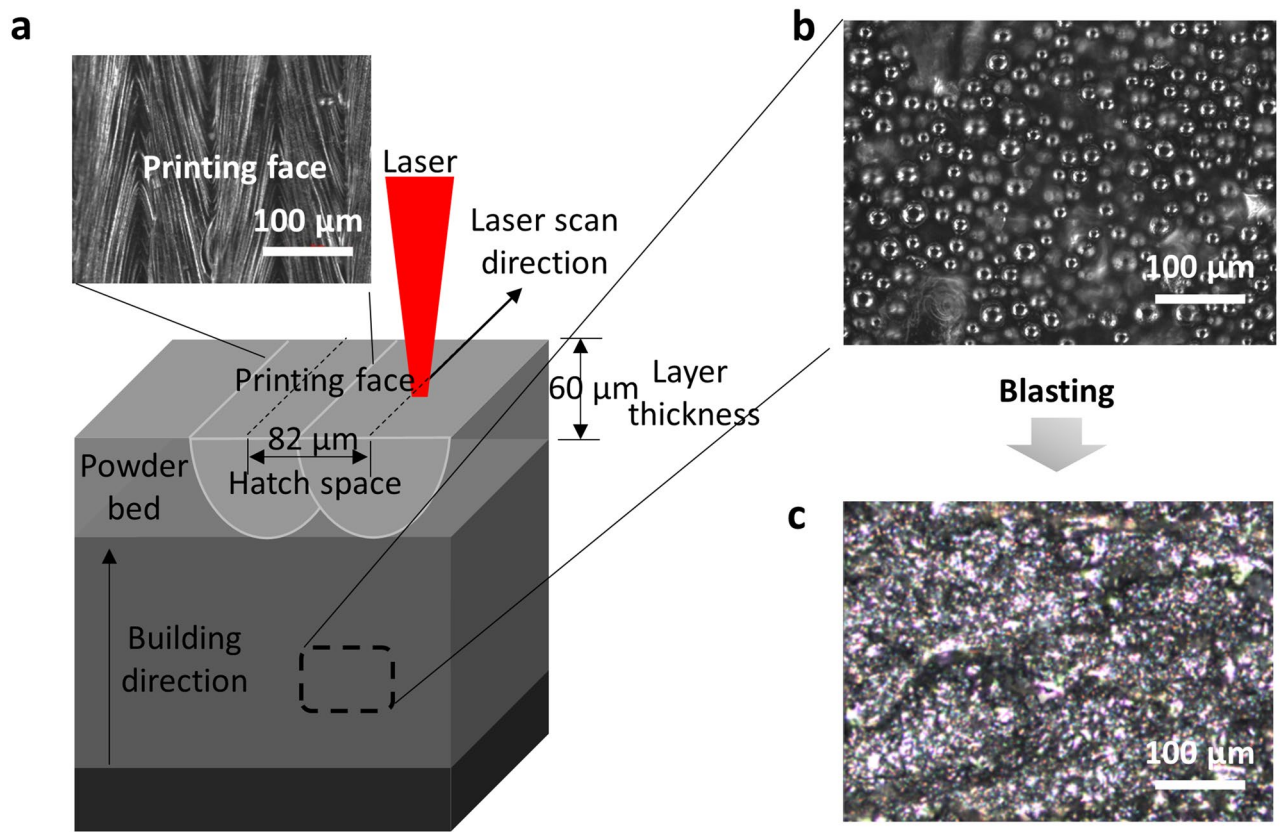 a
Printing face
100 µm
Laser
Laser scan
direction
Printing face
60 µm
Layer
thickness
82 µm
Hatch space
Powder
bed
Building
direction
b
100 µm
Blasting
c
100 µm